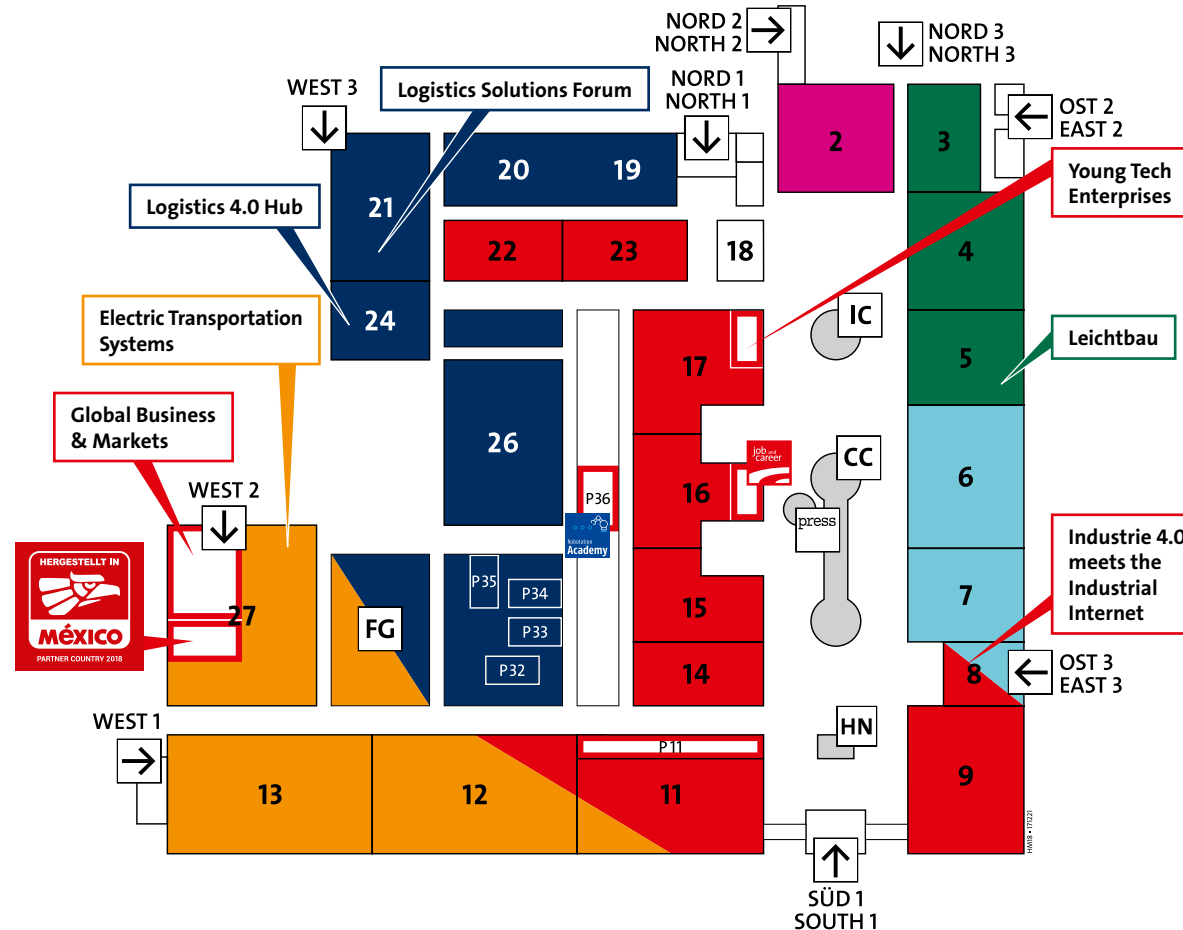 NORD 2
NORTH 2
NORD 3
NORTH 3
WEST 3
Logistics Solutions Forum
NORD 1
NORTH 1
OST 2
EAST 2
2
3
20
19
Young Tech
Enterprises
21
Logistics 4.0 Hub
22
23
18
4
24
Electric Transportation
Systems
IC
17
5
Leichtbau
Global Business
& Markets
26
job and
career
CC
6
WEST 2
P36
16
press
Robotation
Academy
Industrie 4.0
meets the
Industrial
Internet
HERGESTELLT IN
MÉXICO
PARTNER COUNTRY 2018
27
FG
P35
P34
P33
P32
15
7
14
8
OST 3
EAST 3
WEST 1
HN
P11
13
12
11
9
HM18 • 171221
SÜD 1
SOUTH 1